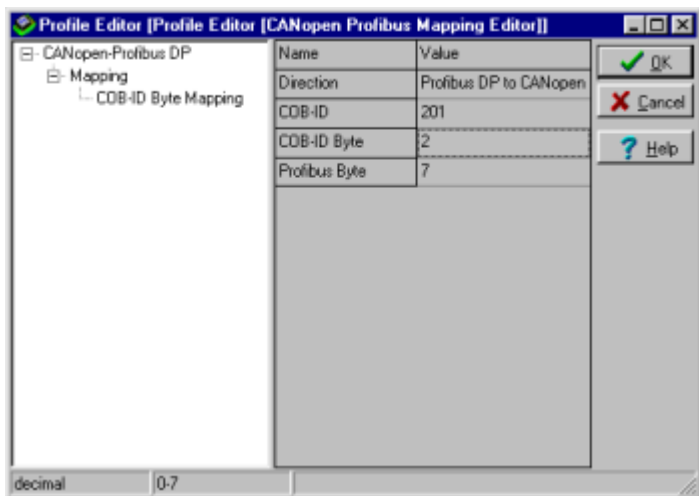 Profile Editor [Profile Editor [CANopen Profibus Mapping Editor]]
CANopen-Profibus DP
Mapping
COB-ID Byte Mapping
Name Value
Direction Profibus DP to CANopen
COB-ID 201
COB-ID Byte 2
Profibus Byte 7
OK
Cancel
Help
decimal 0-7